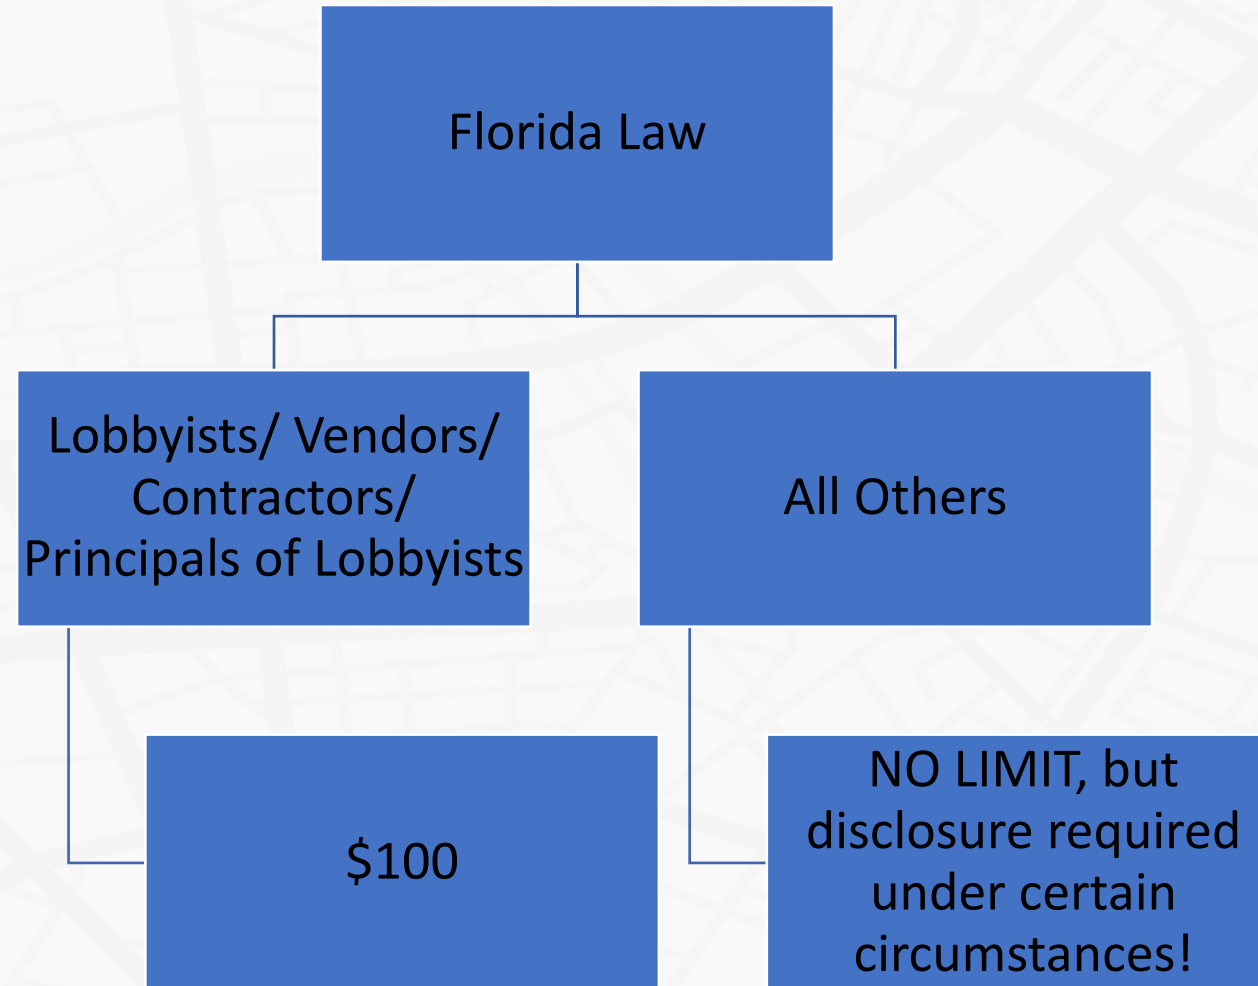 Florida Law
Lobbyists/ Vendors/
Contractors/
Principals of Lobbyists
All Others
$100
NO LIMIT, but
disclosure required
under certain
circumstances!